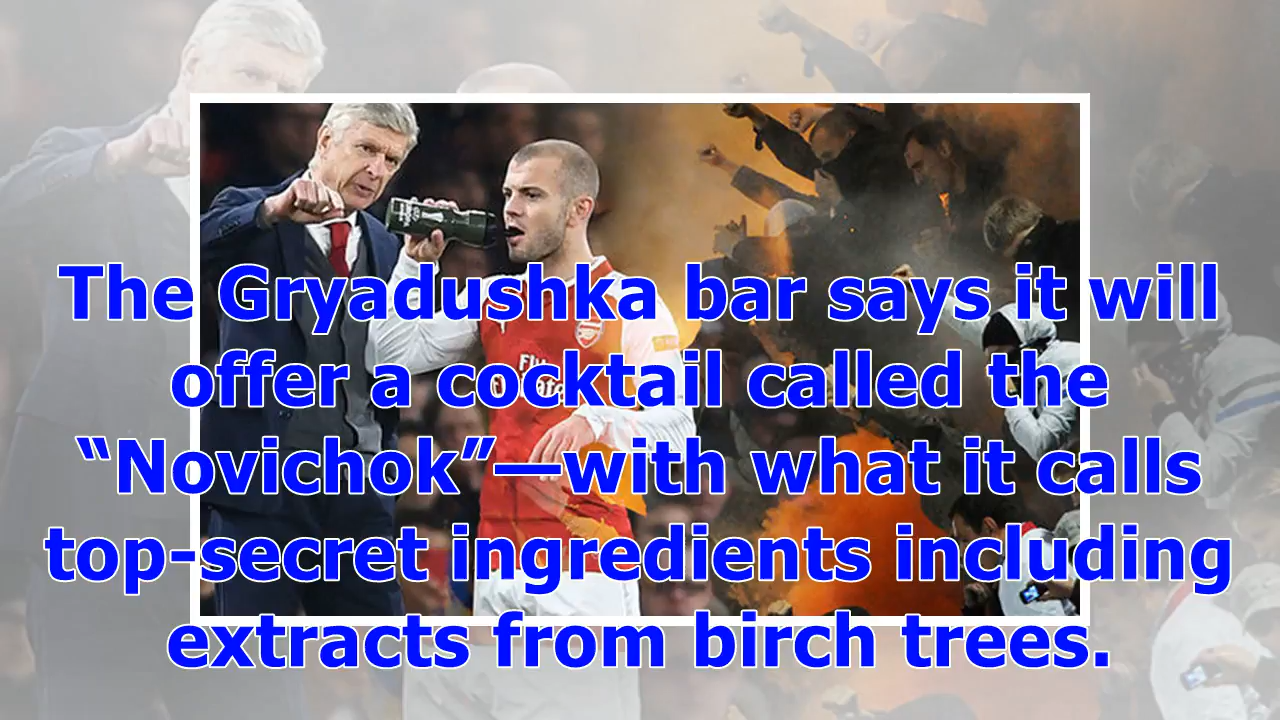 The Gryadushka bar says it will
offer a cocktail called the
“Novichok”—with what it calls
top-secret ingredients including
extracts from birch trees.